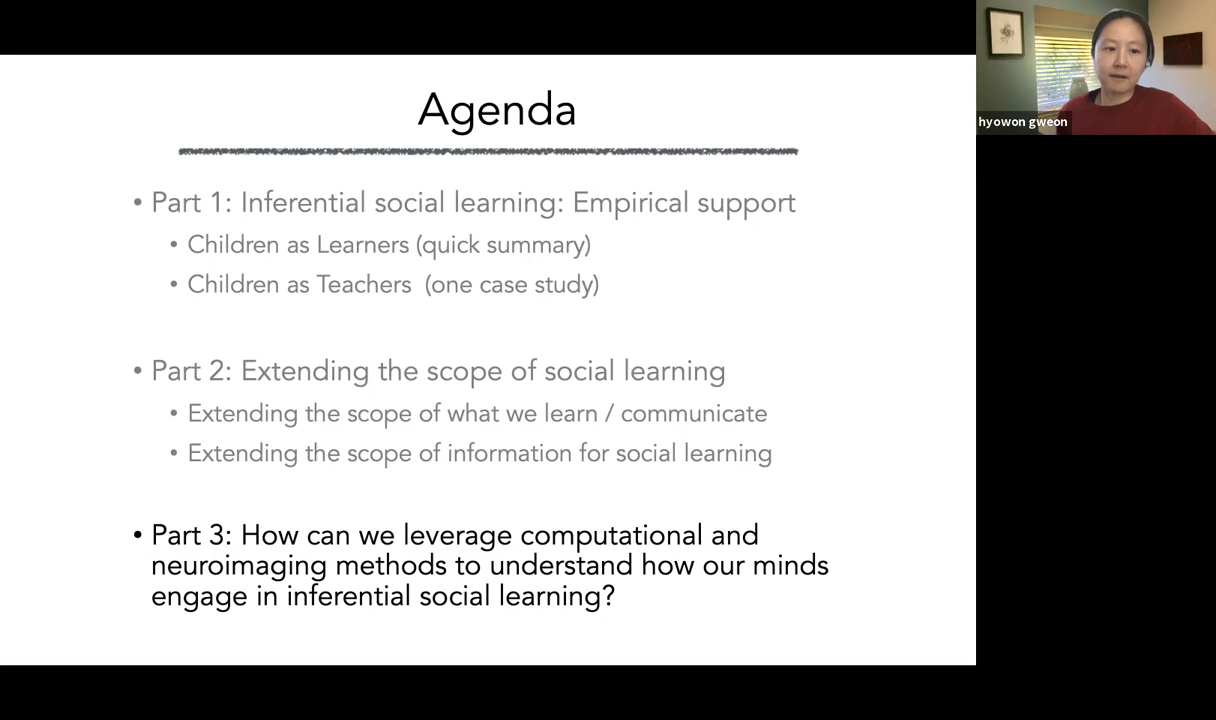 Agenda
• Part 1: Inferential social learning: Empirical support
• Children as Learners (quick summary)
• Children as Teachers (one case study)
• Part 2: Extending the scope of social learning
• Extending the scope of what we learn / communicate
• Extending the scope of information for social learning
• Part 3: How can we leverage computational and
neuroimaging methods to understand how our minds
engage in inferential social learning?
hyowon gweon